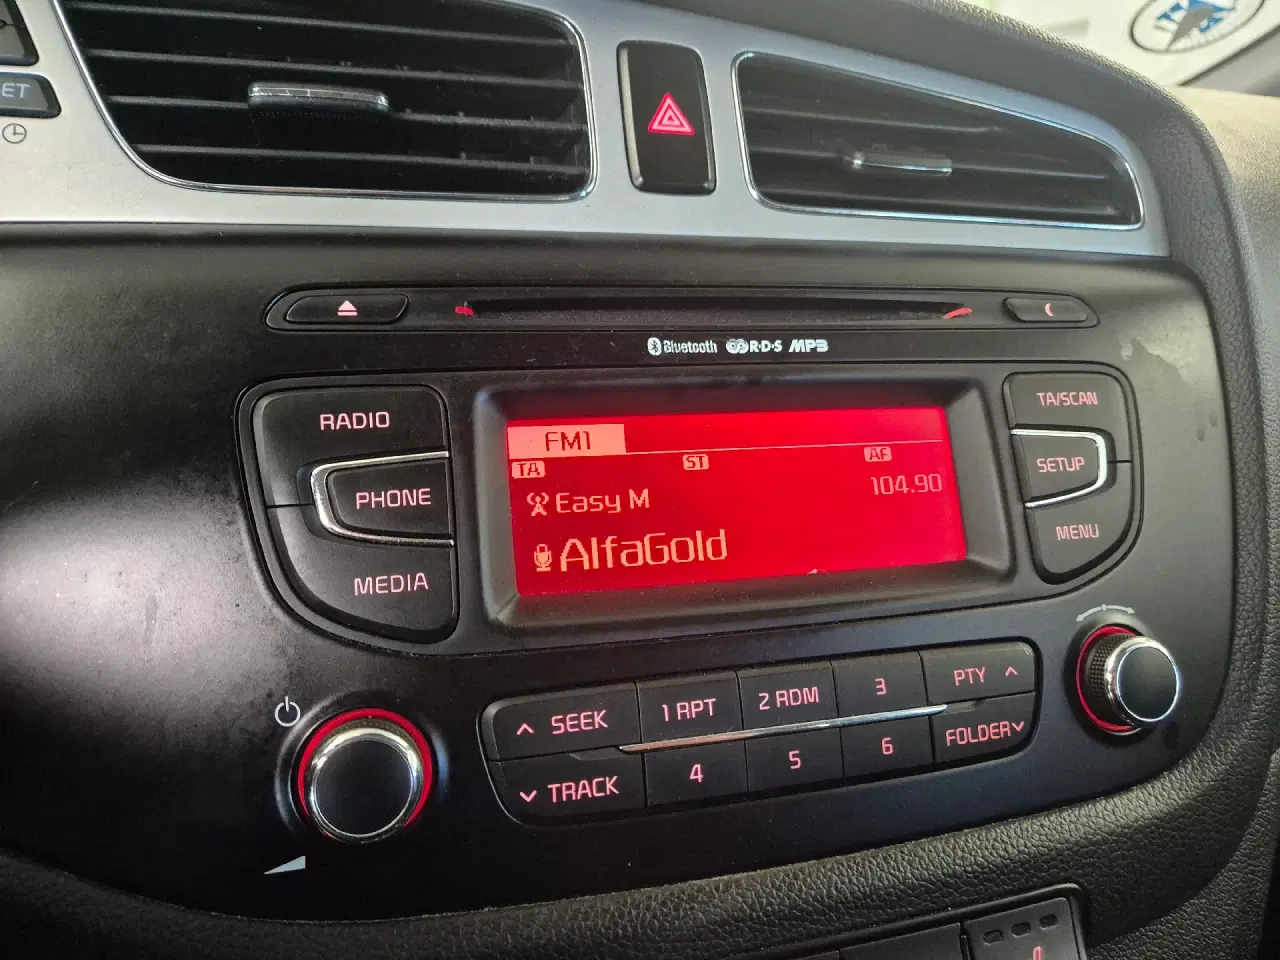 ET
Bluetooth R·D·S MP3
RADIO
PHONE
MEDIA
FM1
TA ST AF
Easy M 104.90
AlfaGold
TA/SCAN
SETUP
MENU
SEEK 1 RPT 2 RDM 3 PTY
TRACK 4 5 6 FOLDER